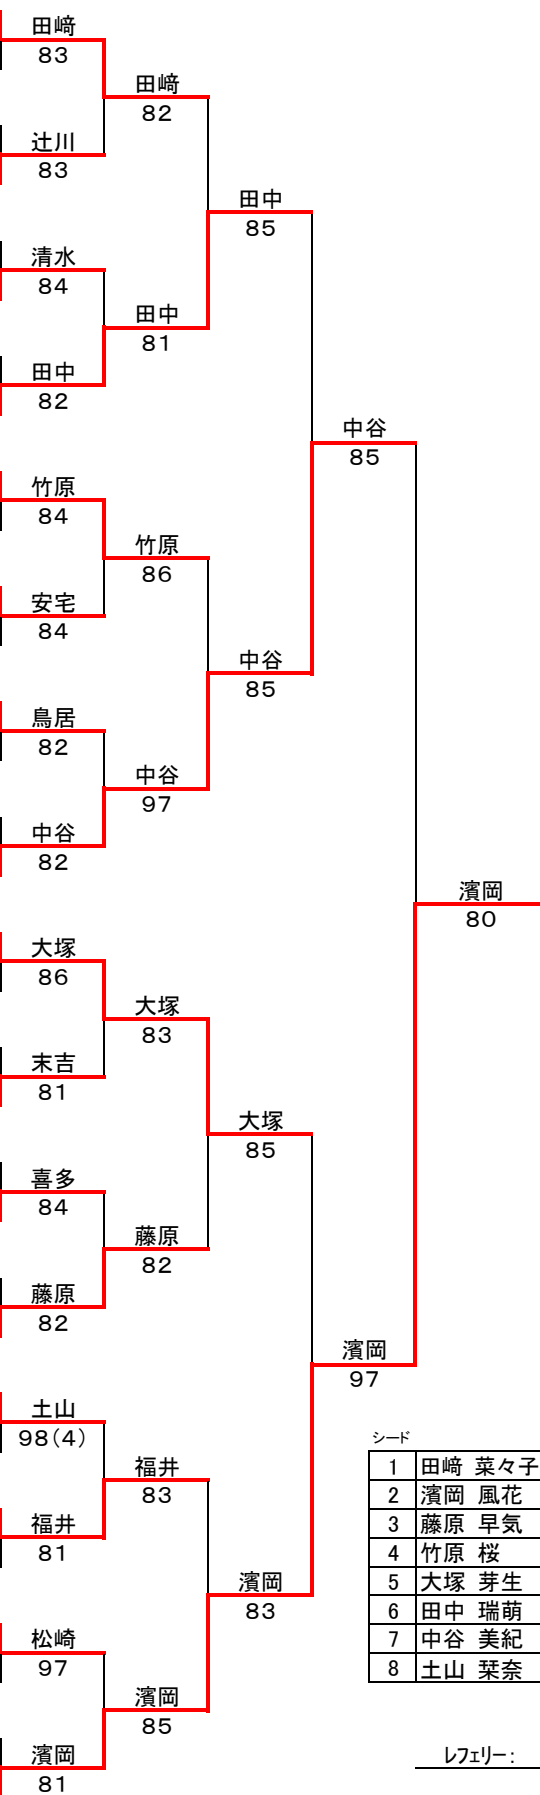 田﨑
83
田﨑
82
辻川
83
田中
85
清水
84
田中
81
田中
82
中谷
85
竹原
84
竹原
86
安宅
84
中谷
85
鳥居
82
中谷
97
中谷
82
濱岡
80
大塚
86
大塚
83
末吉
81
大塚
85
喜多
84
藤原
82
藤原
82
濱岡
97
土山
98(4)
福井
83
福井
81
濱岡
83
松崎
97
濱岡
85
濱岡
81
シード
1 田﨑 菜々子
2 濱岡 風花
3 藤原 早気
4 竹原 桜
5 大塚 芽生
6 田中 瑞萌
7 中谷 美紀
8 土山 栞奈
レフェリー：